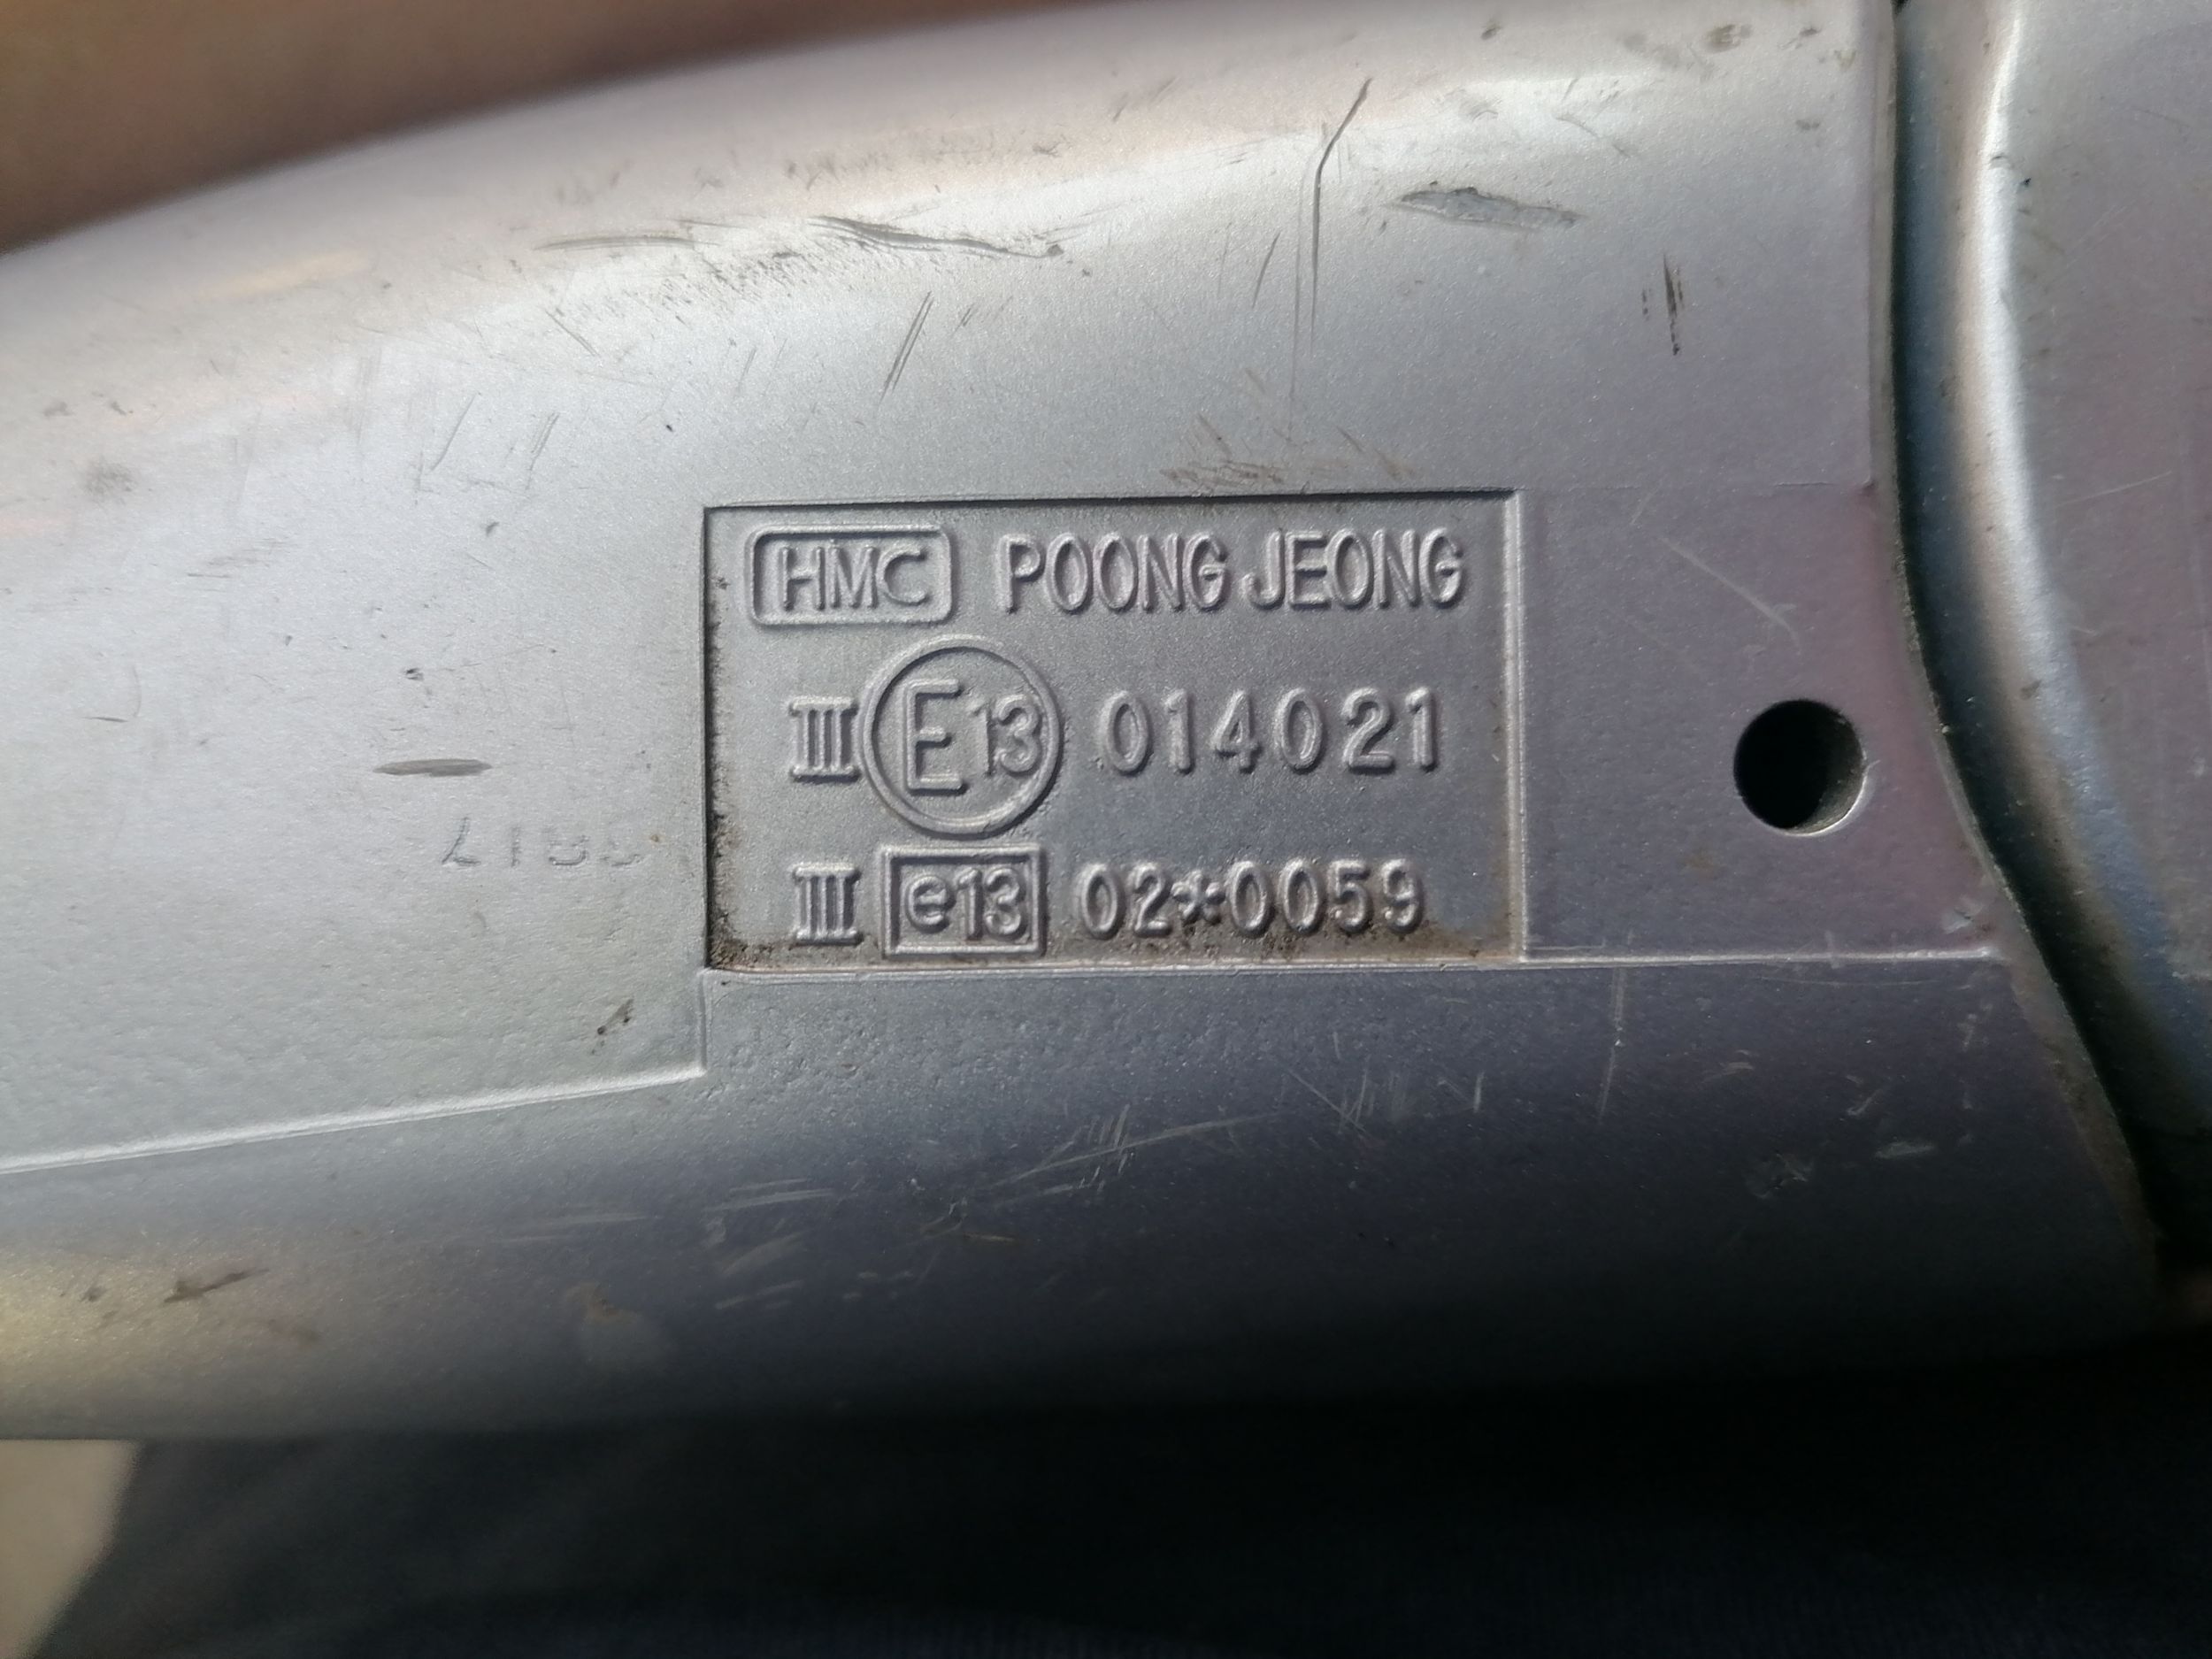 HMC POONG JEONG
III E13 014021
III e13 02*0059